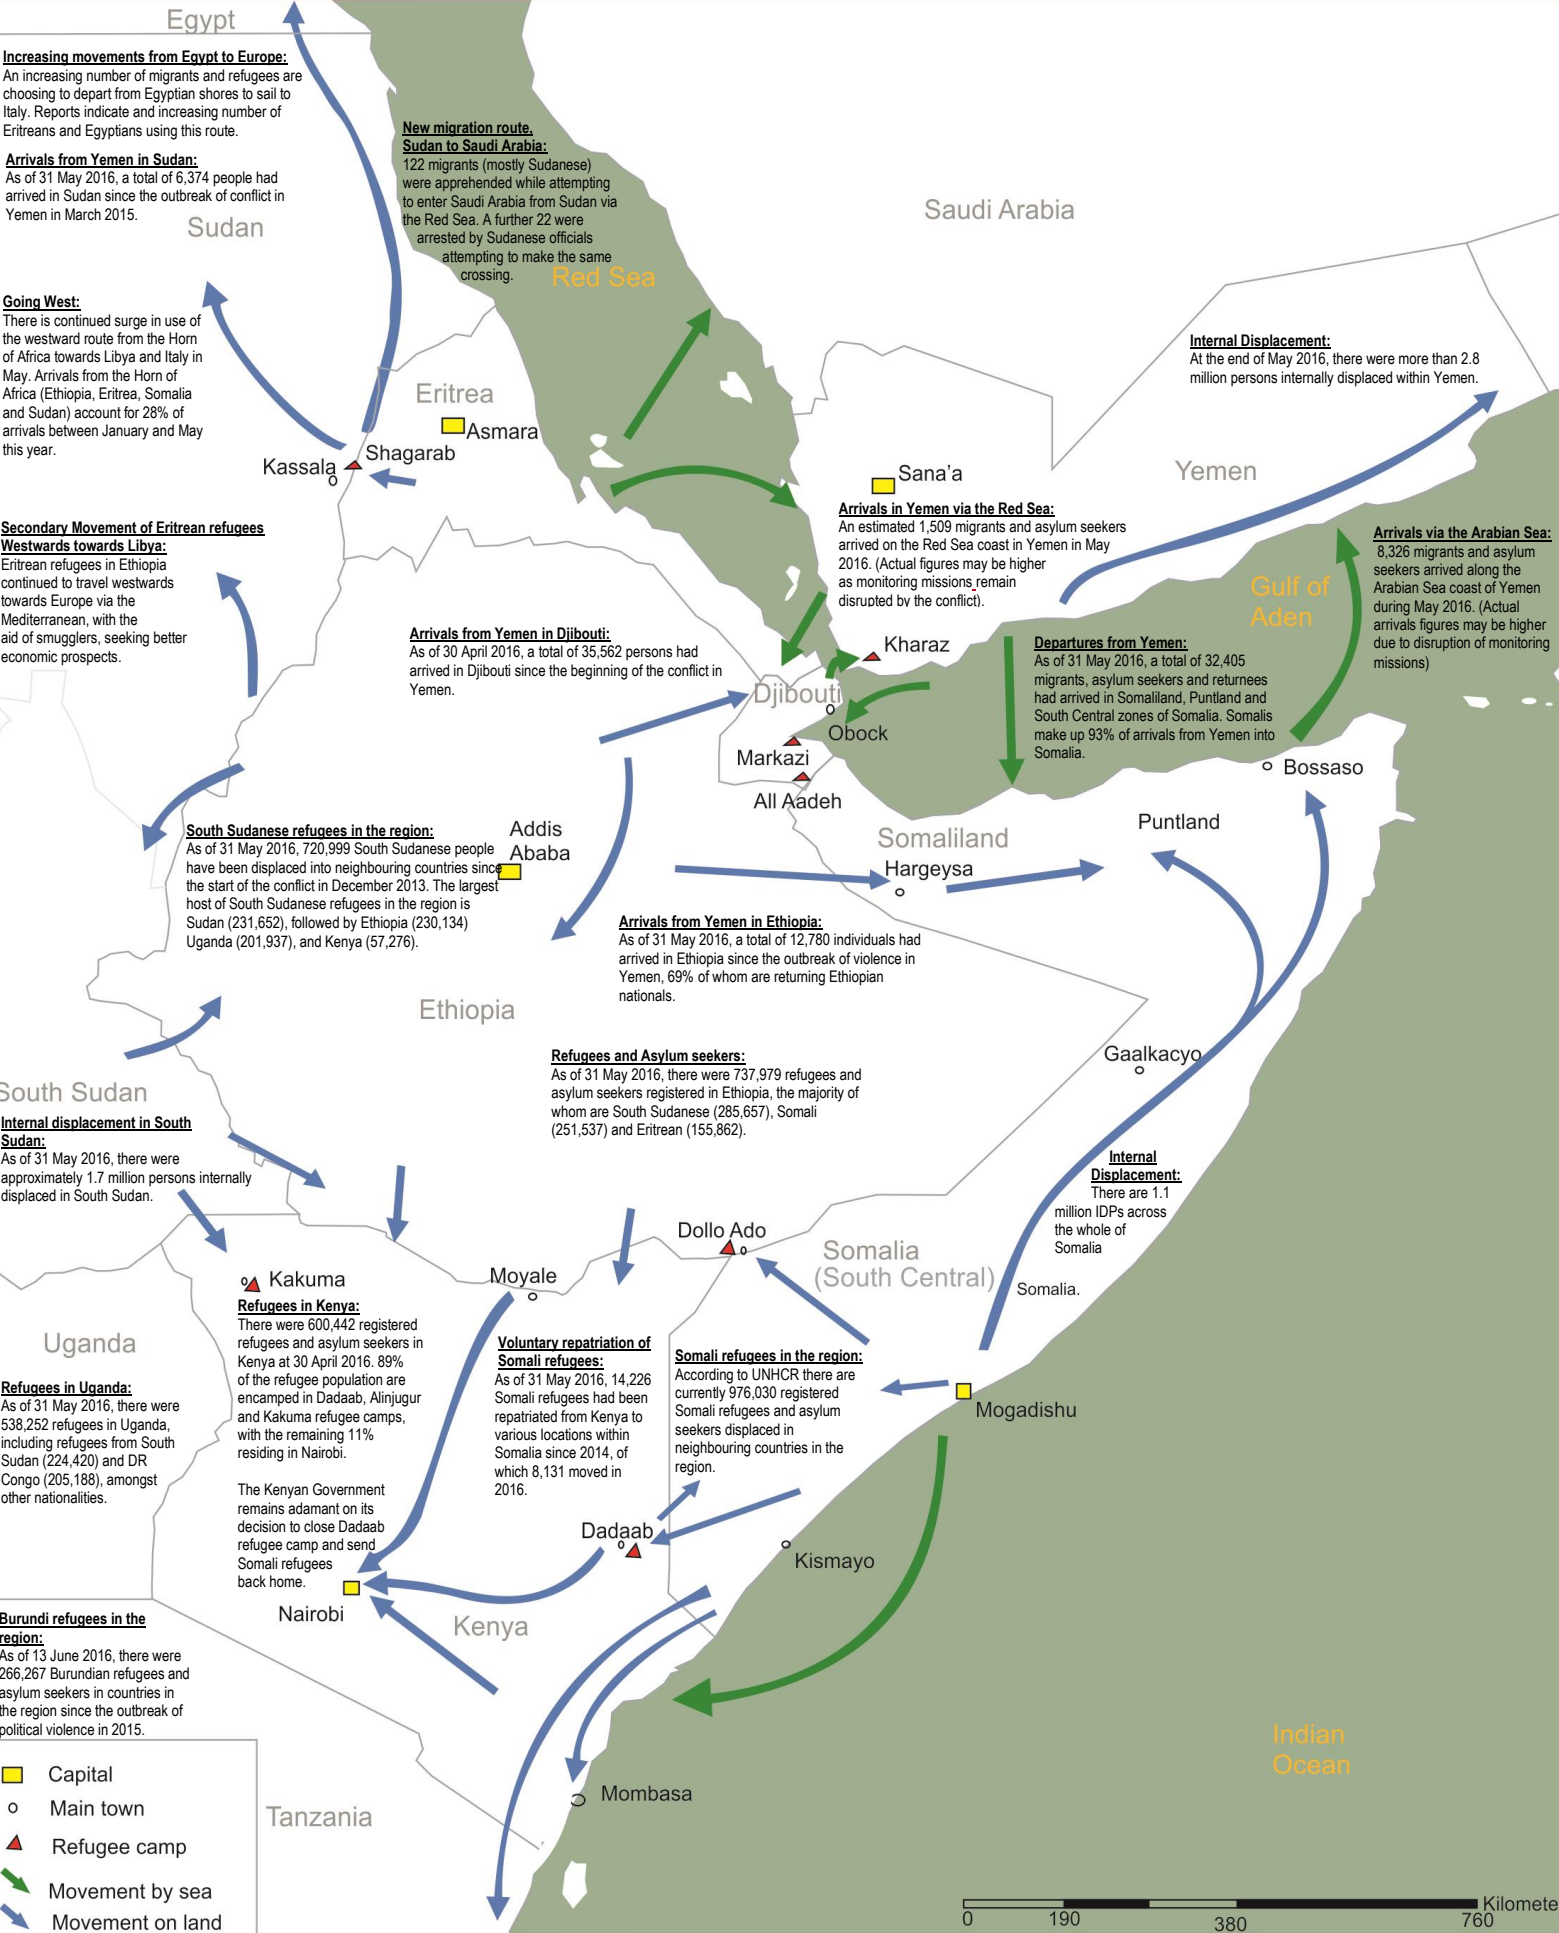 Egypt
Increasing movements from Egypt to Europe:
An increasing number of migrants and refugees are
choosing to depart from Egyptian shores to sail to
Italy. Reports indicate and increasing number of
Eritreans and Egyptians using this route.
Arrivals from Yemen in Sudan:
As of 31 May 2016, a total of 6,374 people had
arrived in Sudan since the outbreak of conflict in
Yemen in March 2015.
Sudan
New migration route,
Sudan to Saudi Arabia:
122 migrants (mostly Sudanese)
were apprehended while attempting
to enter Saudi Arabia from Sudan via
the Red Sea. A further 22 were
arrested by Sudanese officials
attempting to make the same
crossing.
Red Sea
Saudi Arabia
Going West:
There is continued surge in use of
the westward route from the Horn
of Africa towards Libya and Italy in
May. Arrivals from the Horn of
Africa (Ethiopia, Eritrea, Somalia
and Sudan) account for 28% of
arrivals between January and May
this year.
Internal Displacement:
At the end of May 2016, there were more than 2.8
million persons internally displaced within Yemen.
Eritrea
Asmara
Shagarab
Kassala
Sana'a
Yemen
Arrivals in Yemen via the Red Sea:
An estimated 1,509 migrants and asylum seekers
arrived on the Red Sea coast in Yemen in May
2016. (Actual figures may be higher
as monitoring missions remain
disrupted by the conflict).
Arrivals via the Arabian Sea:
8,326 migrants and asylum
seekers arrived along the
Arabian Sea coast of Yemen
during May 2016. (Actual
arrivals figures may be higher
due to disruption of monitoring
missions)
Gulf of
Aden
Secondary Movement of Eritrean refugees
Westwards towards Libya:
Eritrean refugees in Ethiopia
continued to travel westwards
towards Europe via the
Mediterranean, with the
aid of smugglers, seeking better
economic prospects.
Arrivals from Yemen in Djibouti:
As of 30 April 2016, a total of 35,562 persons had
arrived in Djibouti since the beginning of the conflict in
Yemen.
Kharaz
Departures from Yemen:
As of 31 May 2016, a total of 32,405
migrants, asylum seekers and returnees
had arrived in Somaliland, Puntland and
South Central zones of Somalia. Somalis
make up 93% of arrivals from Yemen into
Somalia.
Djibouti
Obock
Markazi
All Aadeh
Bossaso
Puntland
Somaliland
Hargeysa
South Sudanese refugees in the region:
As of 31 May 2016, 720,999 South Sudanese people
have been displaced into neighbouring countries since
the start of the conflict in December 2013. The largest
host of South Sudanese refugees in the region is
Sudan (231,652), followed by Ethiopia (230,134)
Uganda (201,937), and Kenya (57,276).
Addis
Ababa
Arrivals from Yemen in Ethiopia:
As of 31 May 2016, a total of 12,780 individuals had
arrived in Ethiopia since the outbreak of violence in
Yemen, 69% of whom are returning Ethiopian
nationals.
Ethiopia
Refugees and Asylum seekers:
As of 31 May 2016, there were 737,979 refugees and
asylum seekers registered in Ethiopia, the majority of
whom are South Sudanese (285,657), Somali
(251,537) and Eritrean (155,862).
Gaalkacyo
South Sudan
Internal displacement in South
Sudan:
As of 31 May 2016, there were
approximately 1.7 million persons internally
displaced in South Sudan.
Internal
Displacement:
There are 1.1
million IDPs across
the whole of
Somalia
Somalia.
Dollo Ado
Somalia
(South Central)
Kakuma
Moyale
Uganda
Refugees in Uganda:
As of 31 May 2016, there were
538,252 refugees in Uganda,
including refugees from South
Sudan (224,420) and DR
Congo (205,188), amongst
other nationalities.
Refugees in Kenya:
There were 600,442 registered
refugees and asylum seekers in
Kenya at 30 April 2016. 89%
of the refugee population are
encamped in Dadaab, Alinjugur
and Kakuma refugee camps,
with the remaining 11%
residing in Nairobi.
The Kenyan Government
remains adamant on its
decision to close Dadaab
refugee camp and send
Somali refugees
back home.
Voluntary repatriation of
Somali refugees:
As of 31 May 2016, 14,226
Somali refugees had been
repatriated from Kenya to
various locations within
Somalia since 2014, of
which 8,131 moved in
2016.
Somali refugees in the region:
According to UNHCR there are
currently 976,030 registered
Somali refugees and asylum
seekers displaced in
neighbouring countries in the
region.
Mogadishu
Dadaab
Kismayo
Nairobi
Kenya
Burundi refugees in the
region:
As of 13 June 2016, there were
266,267 Burundian refugees and
asylum seekers in countries in
the region since the outbreak of
political violence in 2015.
Indian
Ocean
Mombasa
Tanzania
Capital
Main town
Refugee camp
Movement by sea
Movement on land
Kilomete
0 190 380 760